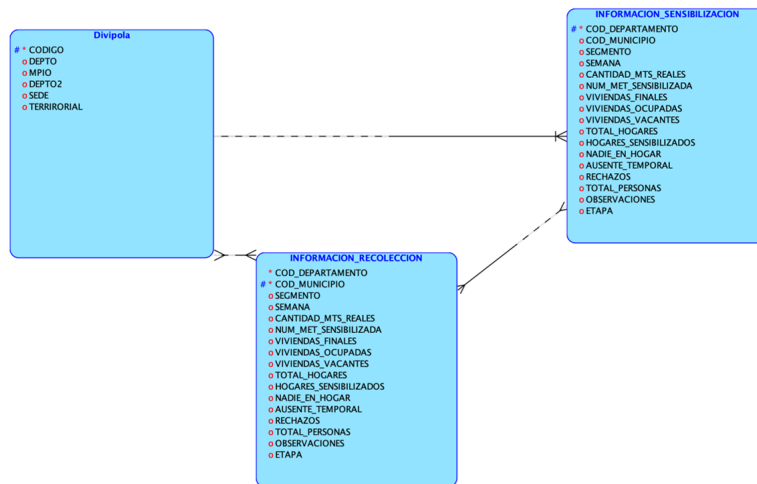 Divipola
# * CODIGO
o DEPTO
o MPIO
o DEPTO2
o SEDE
o TERRIRORIAL
INFORMACION_SENSIBILIZACION
# * COD_DEPARTAMENTO
o COD_MUNICIPIO
o SEGMENTO
o SEMANA
o CANTIDAD_MTS_REALES
o NUM_MET_SENSIBILIZADA
o VIVIENDAS_FINALES
o VIVIENDAS_OCUPADAS
o VIVIENDAS_VACANTES
o TOTAL_HOGARES
o HOGARES_SENSIBILIZADOS
o NADIE_EN_HOGAR
o AUSENTE_TEMPORAL
o RECHAZOS
o TOTAL_PERSONAS
o OBSERVACIONES
o ETAPA
INFORMACION_RECOLECCION
* COD_DEPARTAMENTO
# * COD_MUNICIPIO
o SEGMENTO
o SEMANA
o CANTIDAD_MTS_REALES
o NUM_MET_SENSIBILIZADA
o VIVIENDAS_FINALES
o VIVIENDAS_OCUPADAS
o VIVIENDAS_VACANTES
o TOTAL_HOGARES
o HOGARES_SENSIBILIZADOS
o NADIE_EN_HOGAR
o AUSENTE_TEMPORAL
o RECHAZOS
o TOTAL_PERSONAS
o OBSERVACIONES
o ETAPA